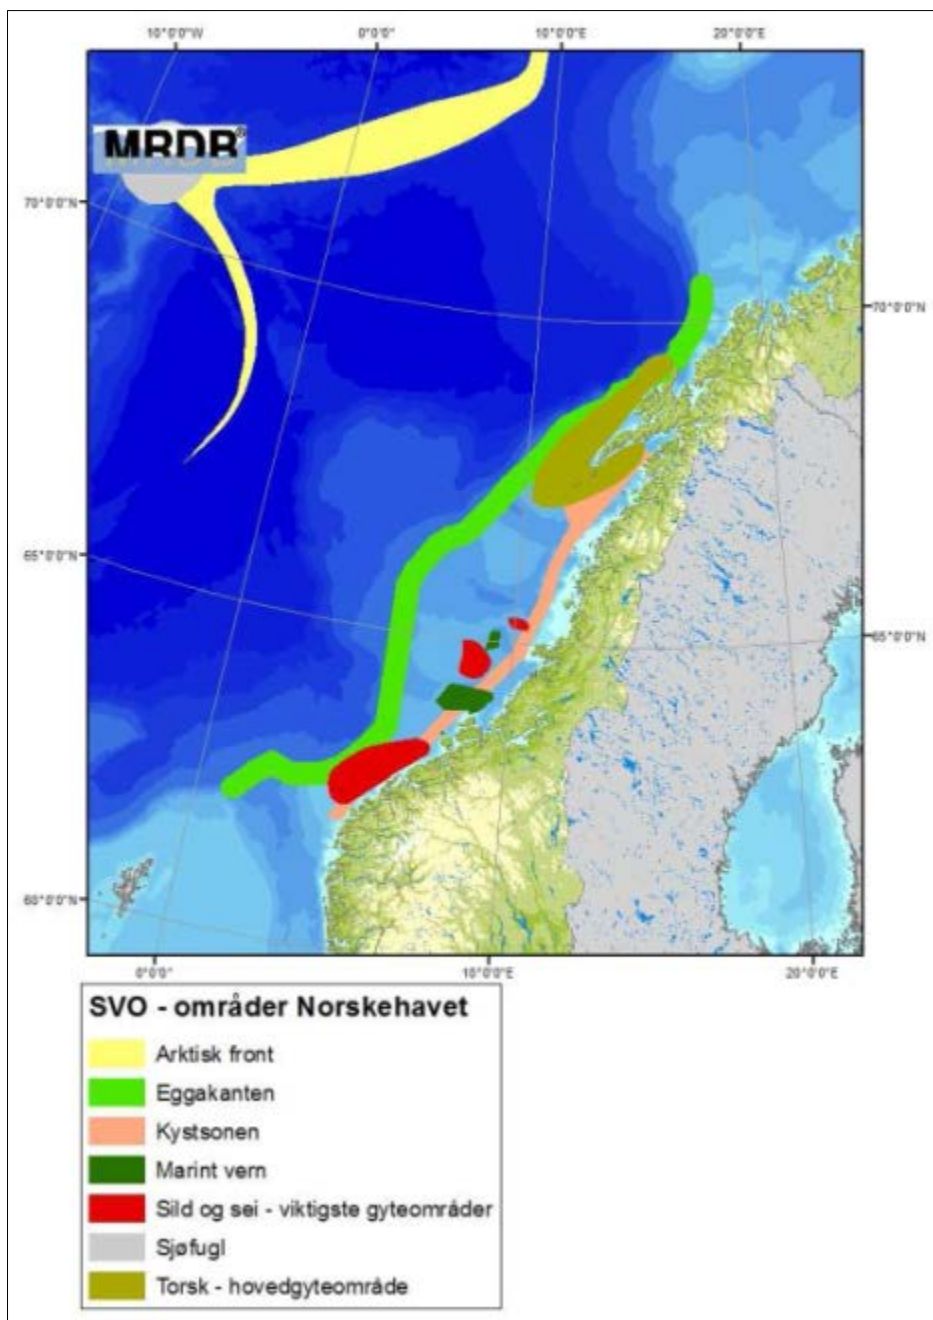 10°0'0"W 0°0'0" 10°0'0"E 20°0'0"E
MRDB®
70°0'0"N
70°0'0"N
65°0'0"N
65°0'0"N
60°0'0"N
0°0'0" 10°0'0"E 20°0'0"E
SVO - områder Norskehavet
Arktisk front
Eggakanten
Kystsonen
Marint vern
Sild og sei - viktigste gyteområder
Sjøfugl
Torsk - hovedgyteområde